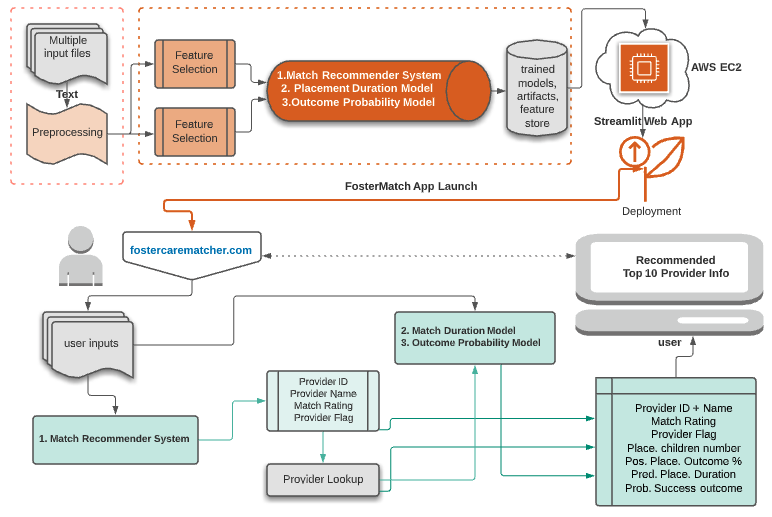 Multiple
input files
Text
Preprocessing
Feature
Selection
Feature
Selection
1.Match Recommender System
2. Placement Duration Model
3.Outcome Probability Model
trained
models,
artifacts,
feature
store
AWS EC2
Streamlit Web App
Deployment
FosterMatch App Launch
fostercarematcher.com
Recommended
Top 10 Provider Info
user
user inputs
2. Match Duration Model
3. Outcome Probability Model
1. Match Recommender System
Provider ID
Provider Name
Match Rating
Provider Flag
Provider Lookup
Provider ID + Name
Match Rating
Provider Flag
Place. children number
Pos. Place. Outcome %
Pred. Place. Duration
Prob. Success outcome